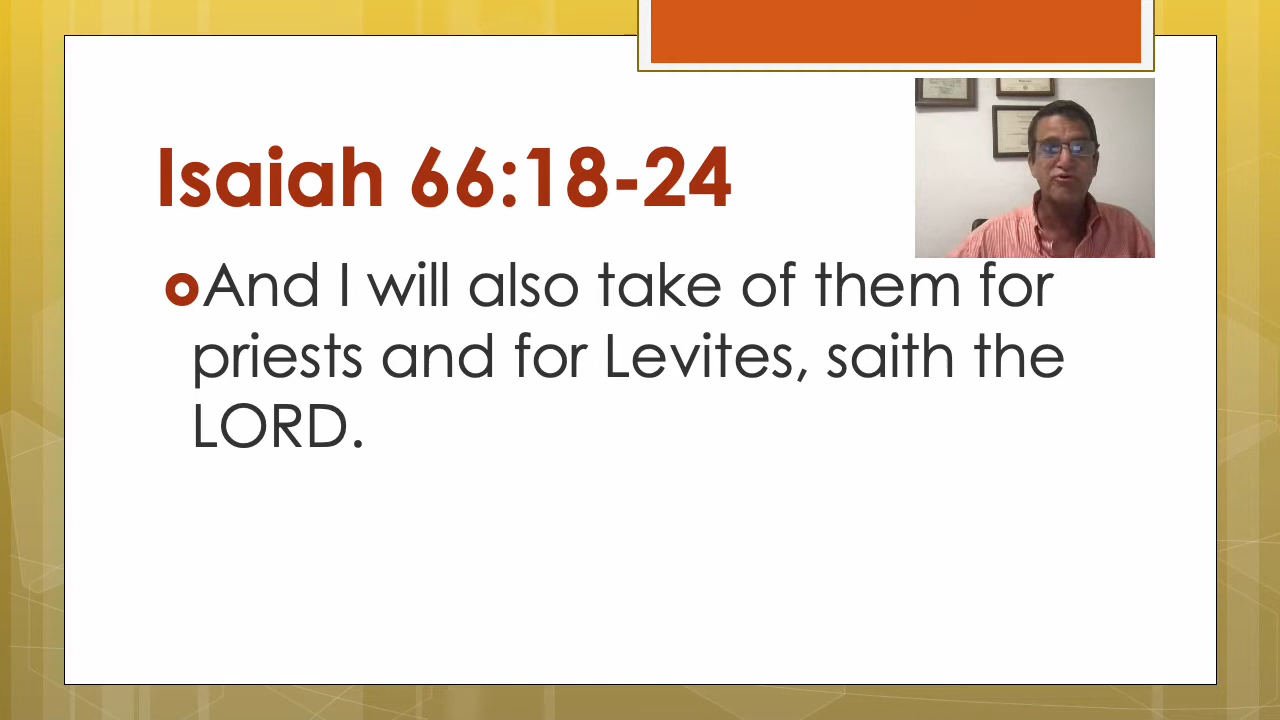 Isaiah 66:18-24
And I will also take of them for
priests and for Levites, saith the
LORD.